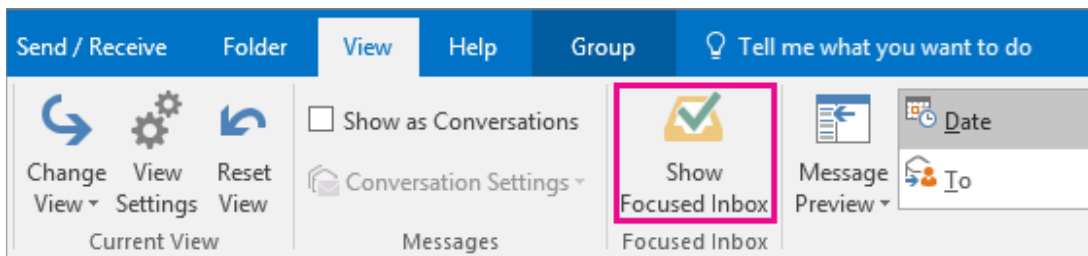 Send / Receive
Folder
View
Help
Group
Tell me what you want to do
Change
View
View
Settings
Reset
View
Current View
Show as Conversations
Conversation Settings
Messages
Show
Focused Inbox
Focused Inbox
Message
Preview
Date
To